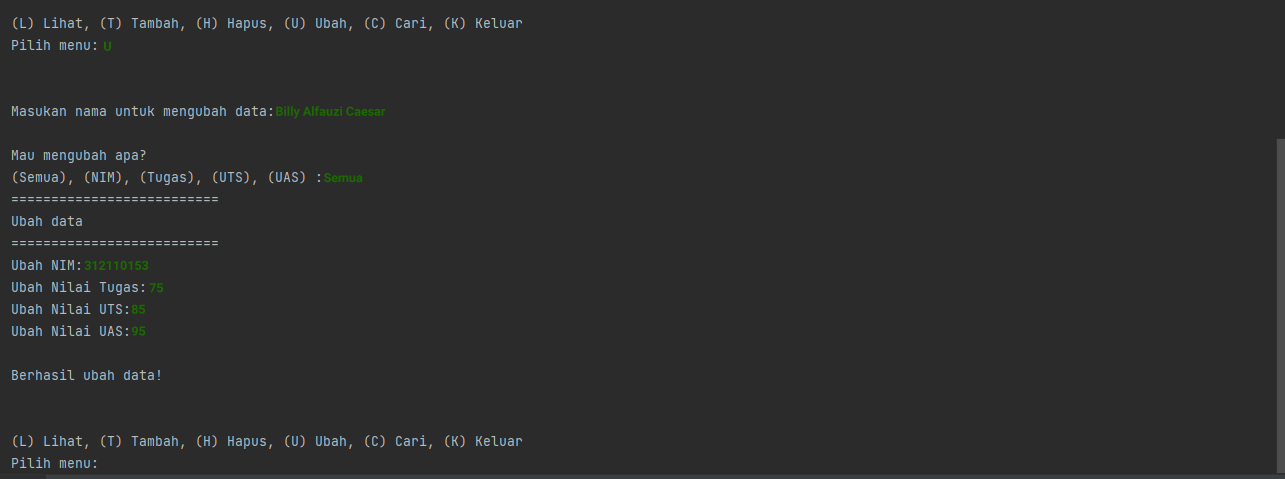 (L) Lihat, (T) Tambah, (H) Hapus, (U) Ubah, (C) Cari, (K) Keluar
Pilih menu: U
Masukan nama untuk mengubah data:Billy Alfauzi Caesar
Mau mengubah apa?
(Semua), (NIM), (Tugas), (UTS), (UAS) :Semua
==========================
Ubah data
==========================
Ubah NIM:312110153
Ubah Nilai Tugas:75
Ubah Nilai UTS:85
Ubah Nilai UAS:95
Berhasil ubah data!
(L) Lihat, (T) Tambah, (H) Hapus, (U) Ubah, (C) Cari, (K) Keluar
Pilih menu: